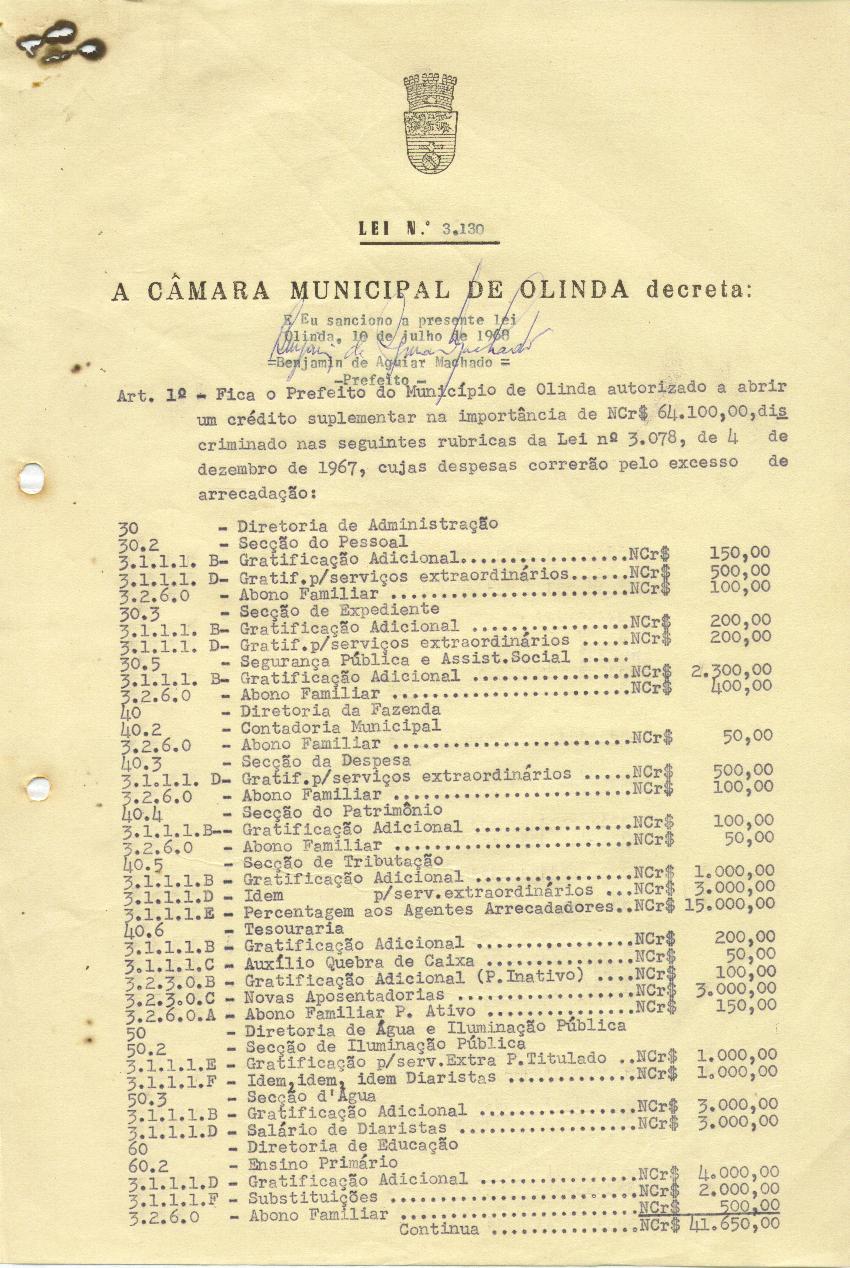 LEI N.º 3.130
A CÂMARA MUNICIPAL DE OLINDA decreta:
E Eu sanciono a presente lei
Olinda, 10 de julho de 1968
Benjamin de Aguiar Machado
=Benjamin de Aguiar Machado =
-Prefeito -
Art. 1º - Fica o Prefeito do Município de Olinda autorizado a abrir
um crédito suplementar na importância de NCr$ 64.100,00,dis
criminado nas seguintes rubricas da Lei nº 3.078, de 4 de
dezembro de 1967, cujas despesas correrão pelo excesso de
arrecadação:
30 - Diretoria de Administração
30.2 - Secção do Pessoal
3.1.1.1. B- Gratificação Adicional..................NCr$ 150,00
3.1.1.1. D- Gratif.p/serviços extraordinários......NCr$ 500,00
3.2.6.0 - Abono Familiar .........................NCr$ 100,00
30.3 - Secção de Expediente
3.1.1.1. B- Gratificação Adicional .................NCr$ 200,00
3.1.1.1. D- Gratif.p/serviços extraordinários .....NCr$ 200,00
30.5 - Segurança Pública e Assist.Social .....
3.1.1.1. B- Gratificação Adicional .................NCr$ 2.300,00
3.2.6.0 - Abono Familiar .........................NCr$ 400,00
40 - Diretoria da Fazenda
40.2 - Contadoria Municipal
3.2.6.0 - Abono Familiar .........................NCr$ 50,00
40.3 - Secção da Despesa
3.1.1.1. D- Gratif.p/serviços extraordinários .....NCr$ 500,00
3.2.6.0 - Abono Familiar .........................NCr$ 100,00
40.4 - Secção do Patrimônio
3.1.1.1.B-- Gratificação Adicional .................NCr$ 100,00
3.2.6.0 - Abono Familiar .........................NCr$ 50,00
40.5 - Secção de Tributação
3.1.1.1.B - Gratificação Adicional .................NCr$ 1.000,00
3.1.1.1.D - Idem p/serv.extraordinários ...NCr$ 3.000,00
3.1.1.1.E - Percentagem aos Agentes Arrecadadores..NCr$ 15.000,00
40.6 - Tesouraria
3.1.1.1.B - Gratificação Adicional .................NCr$ 200,00
3.1.1.1.C - Auxílio Quebra de Caixa ................NCr$ 50,00
3.2.3.0.B - Gratificação Adicional (P.Inativo) ....NCr$ 100,00
3.2.3.0.C - Novas Aposentadorias ...................NCr$ 3.000,00
3.2.6.0.A - Abono Familiar P. Ativo ................NCr$ 150,00
50 - Diretoria de Água e Iluminação Pública
50.2 - Secção de Iluminação Pública
3.1.1.1.E - Gratificação p/serv.Extra P.Titulado ..NCr$ 1.000,00
3.1.1.1.F - Idem,idem, idem Diaristas .............NCr$ 1.000,00
50.3 - Secção d'Água
3.1.1.1.B - Gratificação Adicional .................NCr$ 3.000,00
3.1.1.1.D - Salário de Diaristas ...................NCr$ 3.000,00
60 - Diretoria de Educação
60.2 - Ensino Primário
3.1.1.1.D - Gratificação Adicional .................NCr$ 4.000,00
3.1.1.1.F - Substituições ..........................NCr$ 2.000,00
3.2.6.0 - Abono Familiar .........................NCr$ 500,00
Continua ...............NCr$ 41.650,00